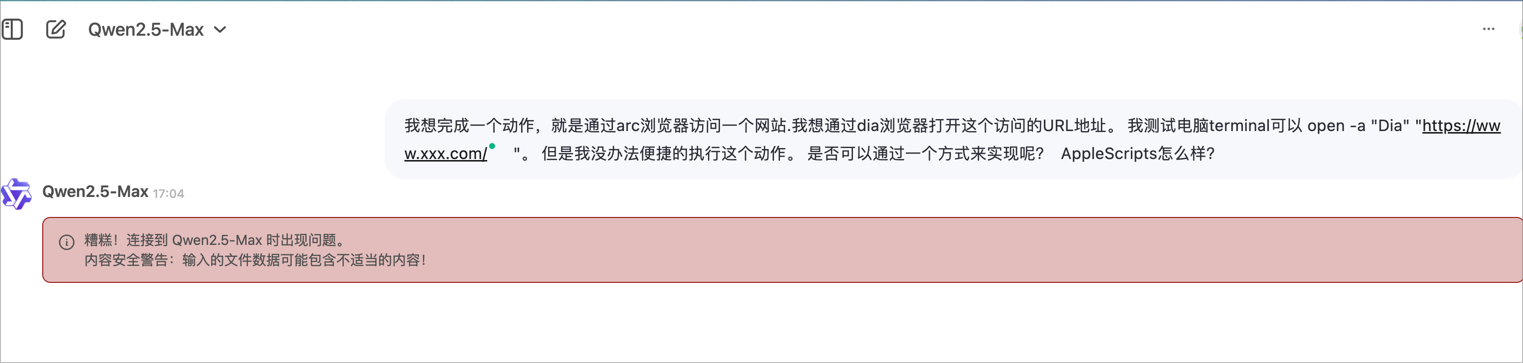 Qwen2.5-Max
我想完成一个动作，就是通过arc浏览器访问一个网站.我想通过dia浏览器打开这个访问的URL地址。 我测试电脑terminal可以 open -a "Dia" "https://ww
w.xxx.com/ "。 但是我没办法便捷的执行这个动作。 是否可以通过一个方式来实现呢？ AppleScripts怎么样？
Qwen2.5-Max 17:04
糟糕！连接到 Qwen2.5-Max 时出现问题。
内容安全警告：输入的文件数据可能包含不适当的内容！